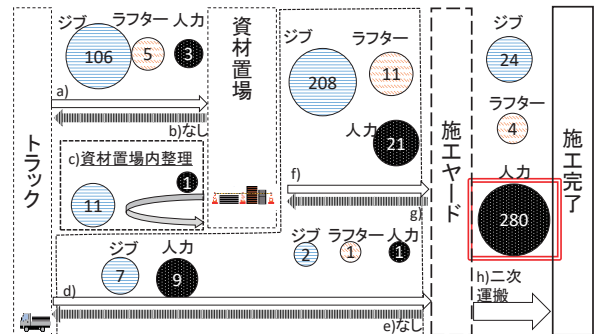 トラック
ジブ ラフター 人力
106 5 3
a)
b)なし
c)資材置場内整理
11 1
資材置場
ジブ 人力
7 9
d)
e)なし
ジブ ラフター
208 11
人力
21
f)
g)
ジブ ラフター 人力
2 1 1
施工ヤード
ジブ
24
ラフター
4
人力
280
h)二次
運搬
施工完了